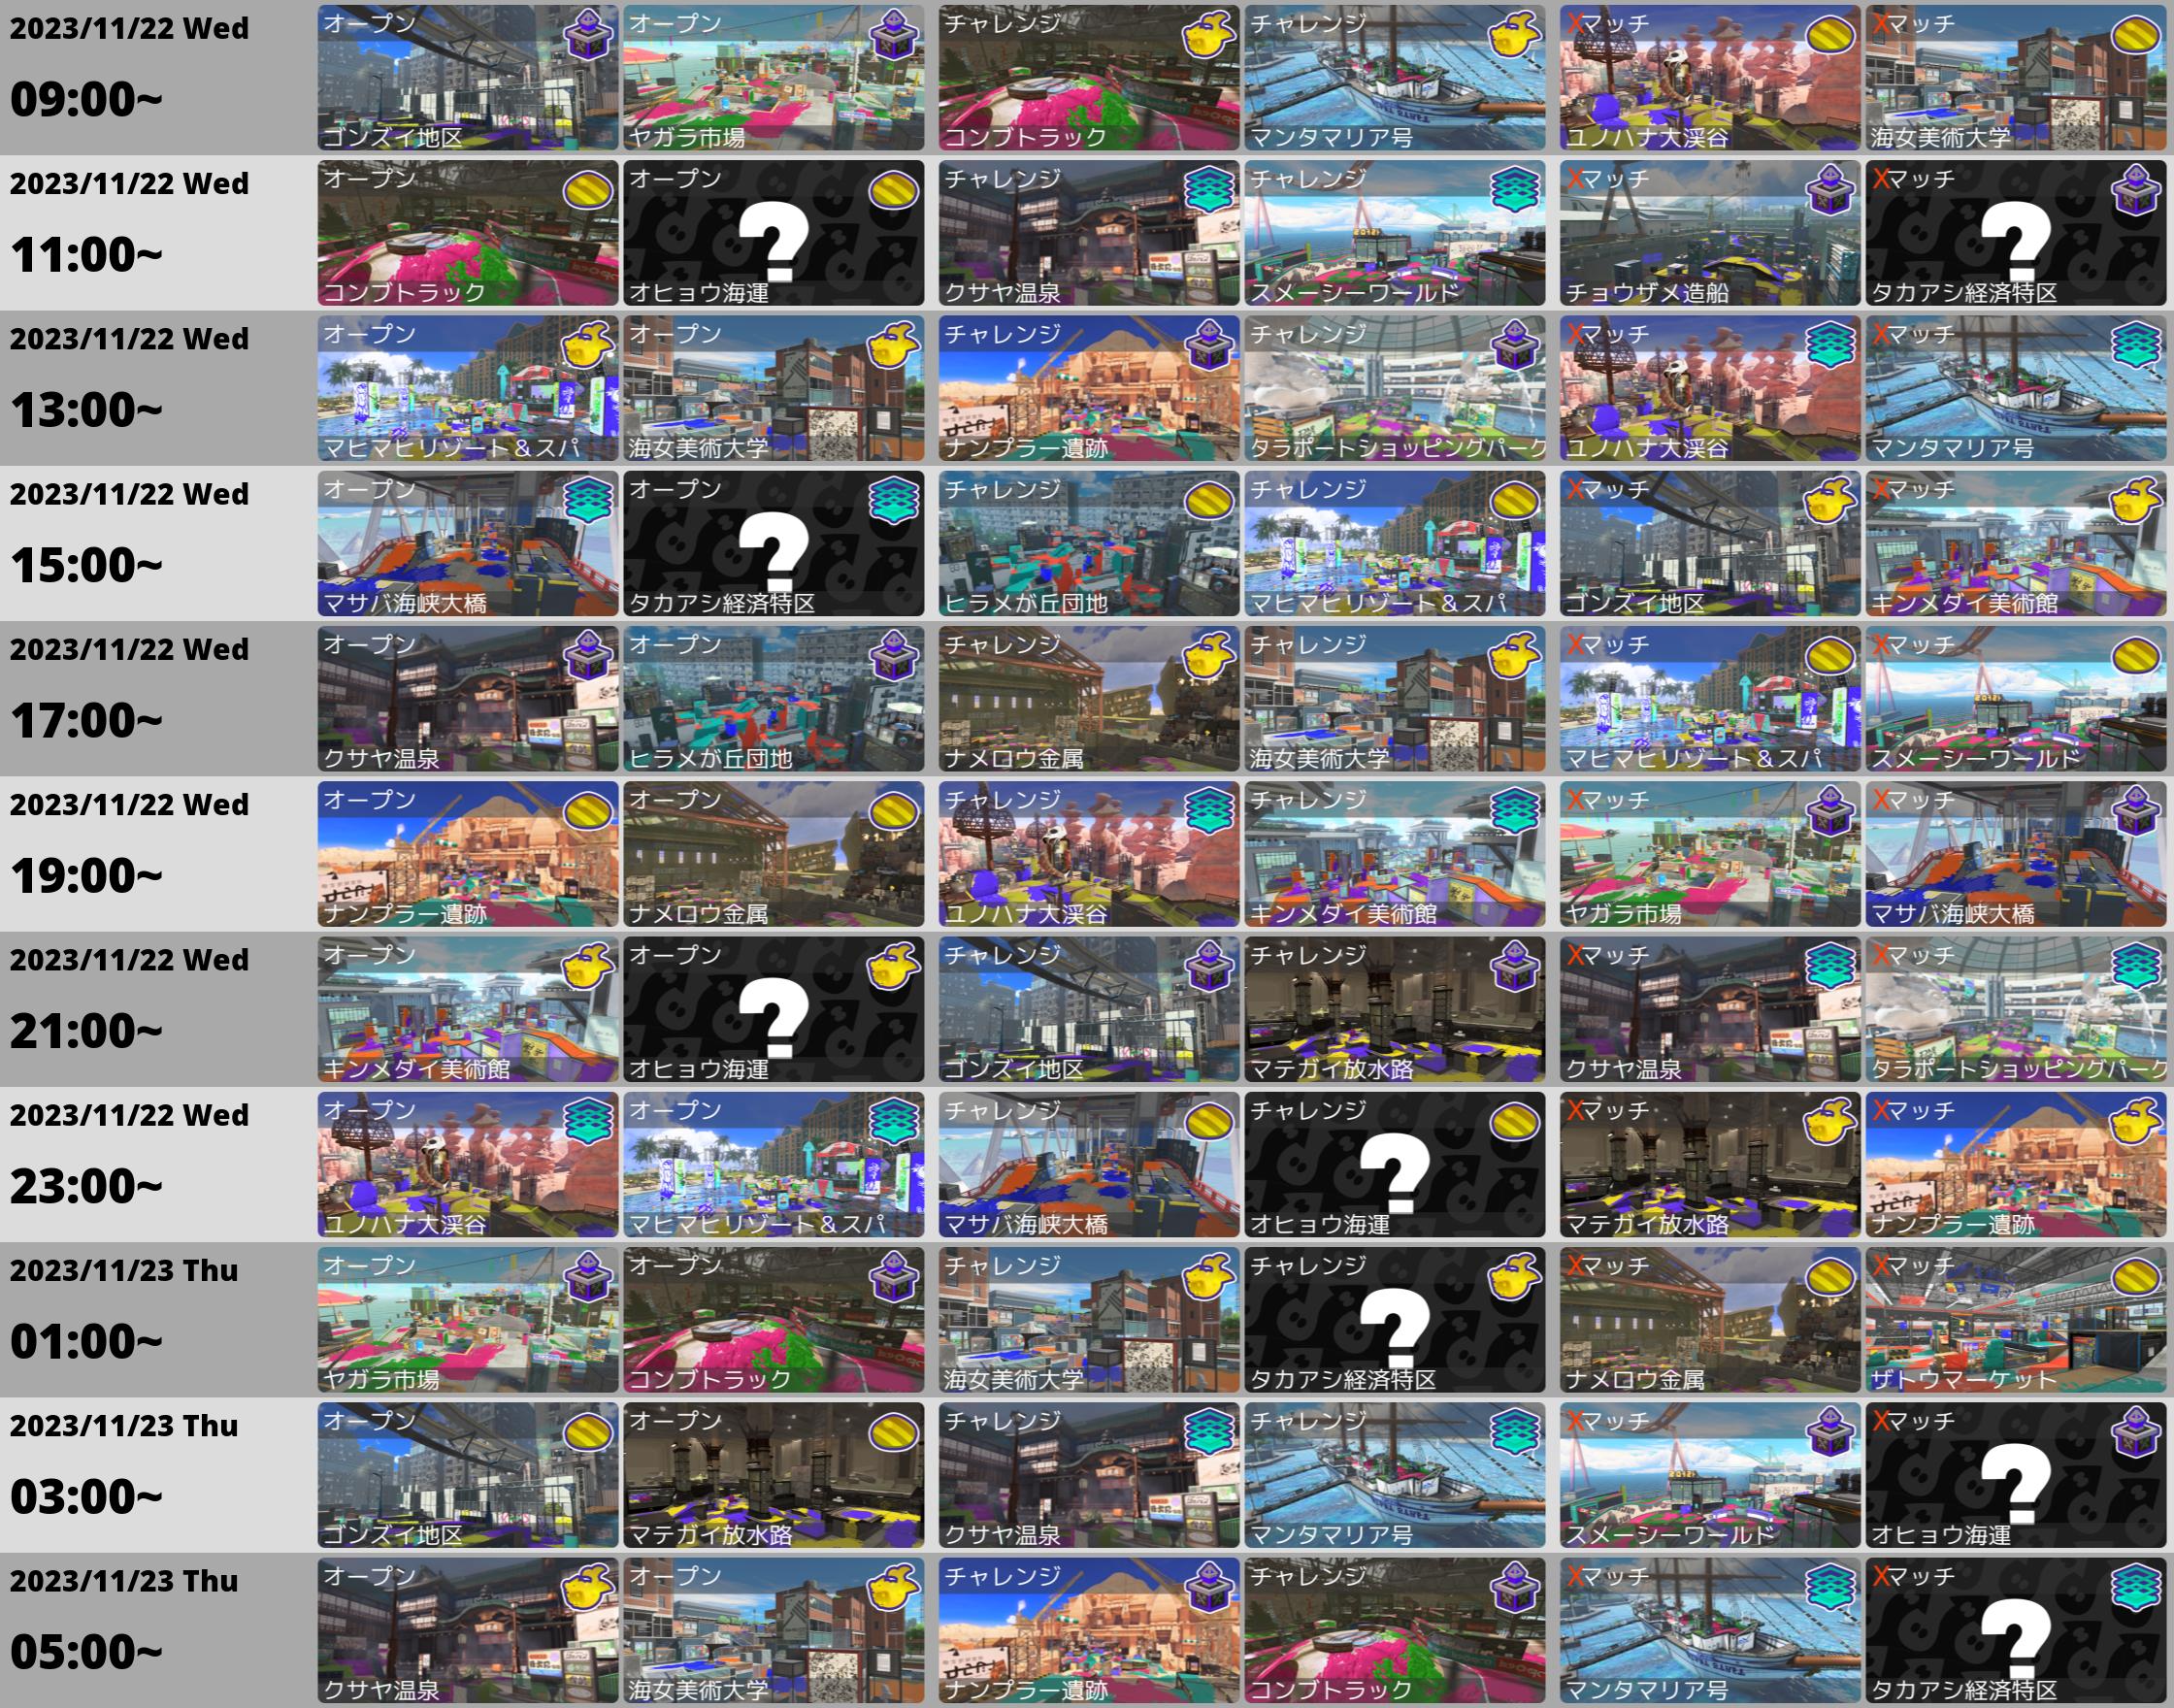 2023/11/22 Wed
09:00~
オープン オープン チャレンジ チャレンジ Xマッチ Xマッチ
ゴンズイ地区 ヤガラ市場 コンブトラック マンタマリア号 ユノハナ大渓谷 海女美術大学
2023/11/22 Wed
11:00~
オープン オープン チャレンジ チャレンジ Xマッチ Xマッチ
?
?
コンブトラック オヒョウ海運 クサヤ温泉 スメーシーワールド チョウザメ造船 タカアシ経済特区
2023/11/22 Wed
13:00~
オープン オープン チャレンジ チャレンジ Xマッチ Xマッチ
マヒマヒリゾート&スパ 海女美術大学 ナンプラー遺跡 タラポートショッピングパーク ユノハナ大渓谷 マンタマリア号
2023/11/22 Wed
15:00~
オープン オープン チャレンジ チャレンジ Xマッチ Xマッチ
?
マサバ海峡大橋 タカアシ経済特区 ヒラメが丘団地 マヒマヒリゾート&スパ ゴンズイ地区 キンメダイ美術館
2023/11/22 Wed
17:00~
オープン オープン チャレンジ チャレンジ Xマッチ Xマッチ
クサヤ温泉 ヒラメが丘団地 ナメロウ金属 海女美術大学 マヒマヒリゾート&スパ スメーシーワールド
2023/11/22 Wed
19:00~
オープン オープン チャレンジ チャレンジ Xマッチ Xマッチ
ナンプラー遺跡 ナメロウ金属 ユノハナ大渓谷 キンメダイ美術館 ヤガラ市場 マサバ海峡大橋
2023/11/22 Wed
21:00~
オープン オープン チャレンジ チャレンジ Xマッチ Xマッチ
?
キンメダイ美術館 オヒョウ海運 ゴンズイ地区 マテガイ放水路 クサヤ温泉 タラポートショッピングパーク
2023/11/22 Wed
23:00~
オープン オープン チャレンジ チャレンジ Xマッチ Xマッチ
?
ユノハナ大渓谷 マヒマヒリゾート&スパ マサバ海峡大橋 オヒョウ海運 マテガイ放水路 ナンプラー遺跡
2023/11/23 Thu
01:00~
オープン オープン チャレンジ チャレンジ Xマッチ Xマッチ
?
ヤガラ市場 コンブトラック 海女美術大学 タカアシ経済特区 ナメロウ金属 ザトウマーケット
2023/11/23 Thu
03:00~
オープン オープン チャレンジ チャレンジ Xマッチ Xマッチ
?
ゴンズイ地区 マテガイ放水路 クサヤ温泉 マンタマリア号 スメーシーワールド オヒョウ海運
2023/11/23 Thu
05:00~
オープン オープン チャレンジ チャレンジ Xマッチ Xマッチ
?
クサヤ温泉 海女美術大学 ナンプラー遺跡 コンブトラック マンタマリア号 タカアシ経済特区